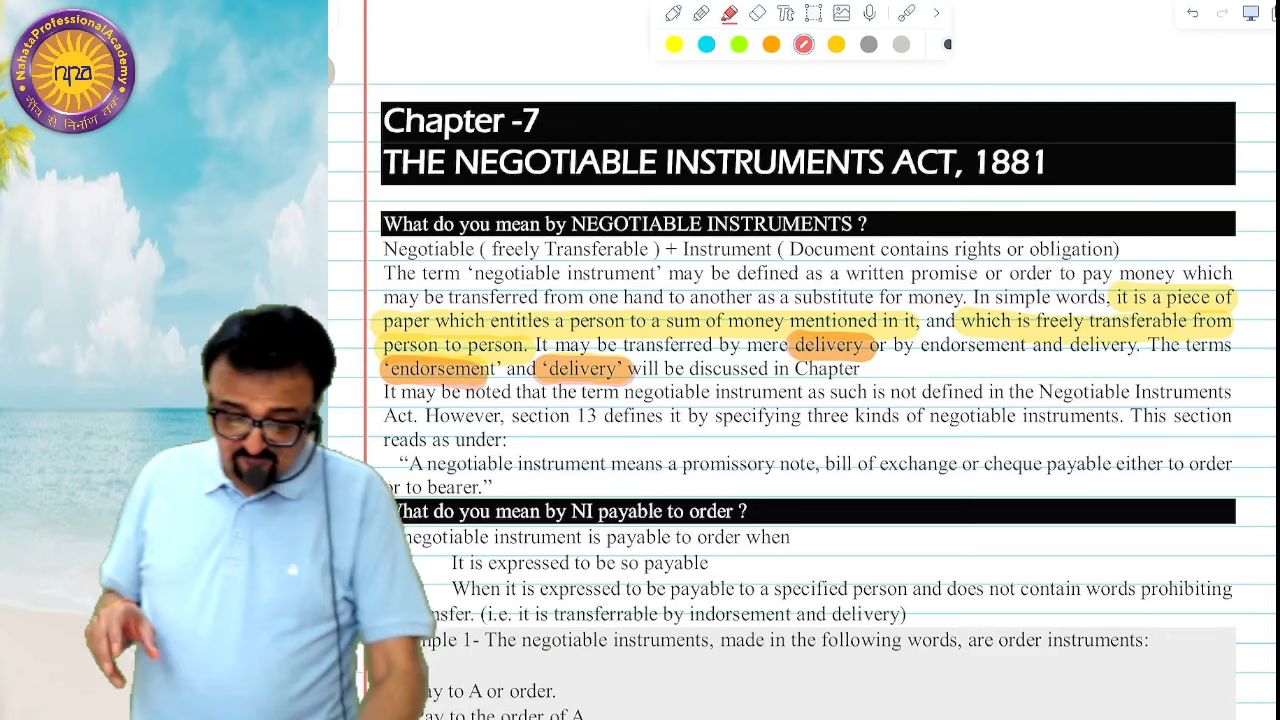 NahataProfessionalAcademy
npa
नींव से निर्माण तक
Tt
Chapter -7
THE NEGOTIABLE INSTRUMENTS ACT, 1881
What do you mean by NEGOTIABLE INSTRUMENTS ?
Negotiable ( freely Transferable ) + Instrument ( Document contains rights or obligation)
The term ‘negotiable instrument’ may be defined as a written promise or order to pay money which
may be transferred from one hand to another as a substitute for money. In simple words, it is a piece of
paper which entitles a person to a sum of money mentioned in it, and which is freely transferable from
person to person. It may be transferred by mere delivery or by endorsement and delivery. The terms
‘endorsement’ and ‘delivery’ will be discussed in Chapter
It may be noted that the term negotiable instrument as such is not defined in the Negotiable Instruments
Act. However, section 13 defines it by specifying three kinds of negotiable instruments. This section
reads as under:
“A negotiable instrument means a promissory note, bill of exchange or cheque payable either to order
or to bearer.”
What do you mean by NI payable to order ?
negotiable instrument is payable to order when
It is expressed to be so payable
When it is expressed to be payable to a specified person and does not contain words prohibiting
nsfer. (i.e. it is transferrable by indorsement and delivery)
mple 1- The negotiable instruments, made in the following words, are order instruments:
ay to A or order.
ay to the order of A